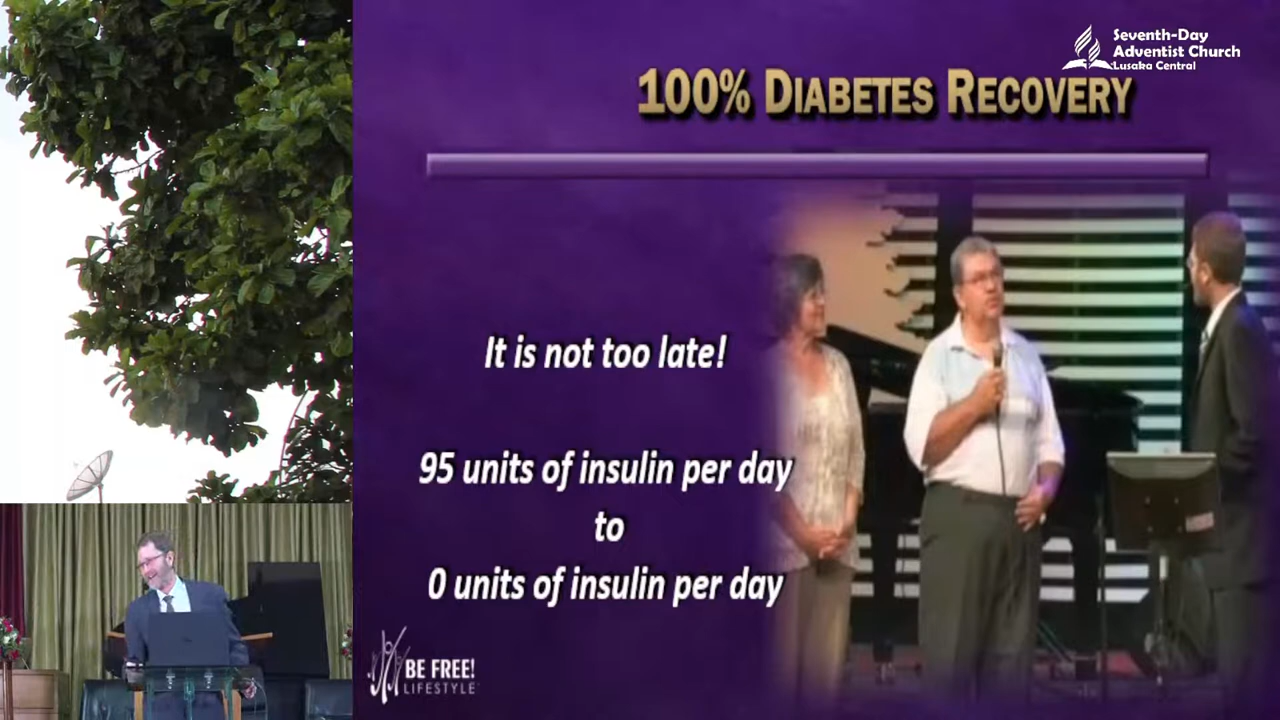 Seventh-Day
Adventist Church
Lusaka Central
100% DIABETES RECOVERY
It is not too late!
95 units of insulin per day
to
0 units of insulin per day
BE FREE!
LIFESTYLE